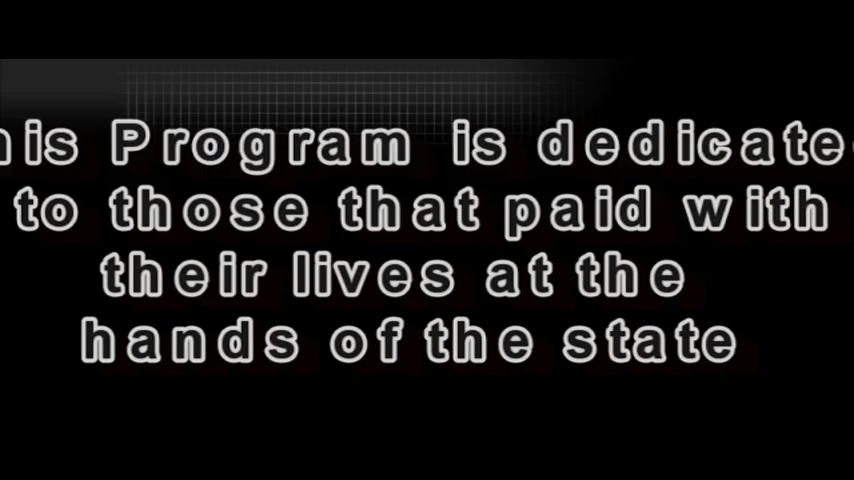 his Program is dedicate
to those that paid with
their lives at the
hands of the state